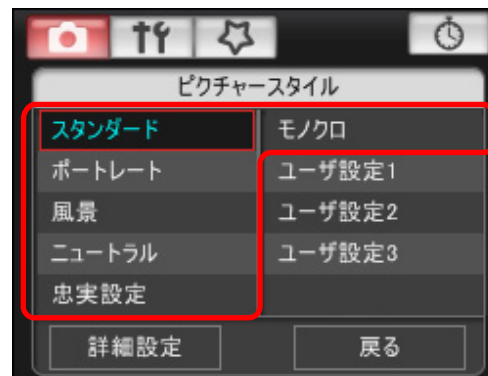 ピクチャースタイル
スタンダード
モノクロ
ポートレート
ユーザ設定1
風景
ユーザ設定2
ニュートラル
ユーザ設定3
忠実設定
詳細設定
戻る